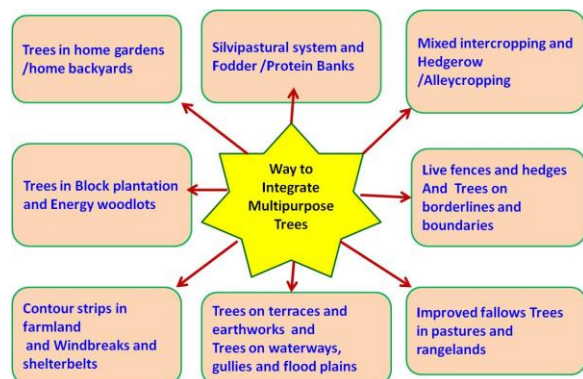 Trees in home gardens
/home backyards
Silvipastural system and
Fodder /Protein Banks
Mixed intercropping and
Hedgerow
/Alleycropping
Trees in Block plantation
and Energy woodlots
Way to
Integrate
Multipurpose
Trees
Live fences and hedges
And Trees on
borderlines and
boundaries
Contour strips in
farmland
and Windbreaks and
shelterbelts
Trees on terraces and
earthworks and
Trees on waterways,
gullies and flood plains
Improved fallows Trees
in pastures and
rangelands